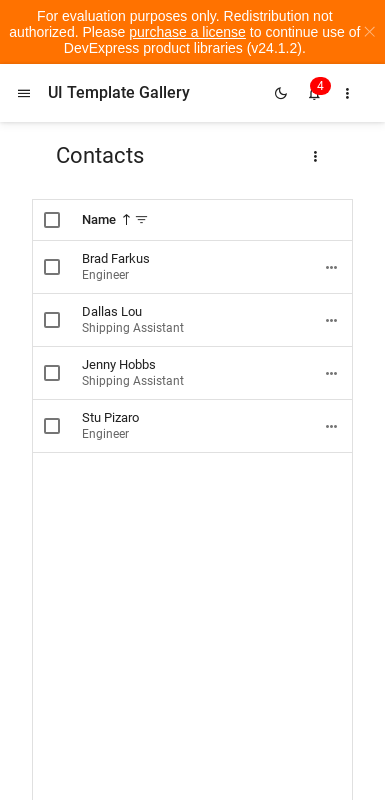 For evaluation purposes only. Redistribution not
authorized. Please purchase a license to continue use of
DevExpress product libraries (v24.1.2).
UI Template Gallery
4
Contacts
Name
Brad Farkus
Engineer
Dallas Lou
Shipping Assistant
Jenny Hobbs
Shipping Assistant
Stu Pizaro
Engineer